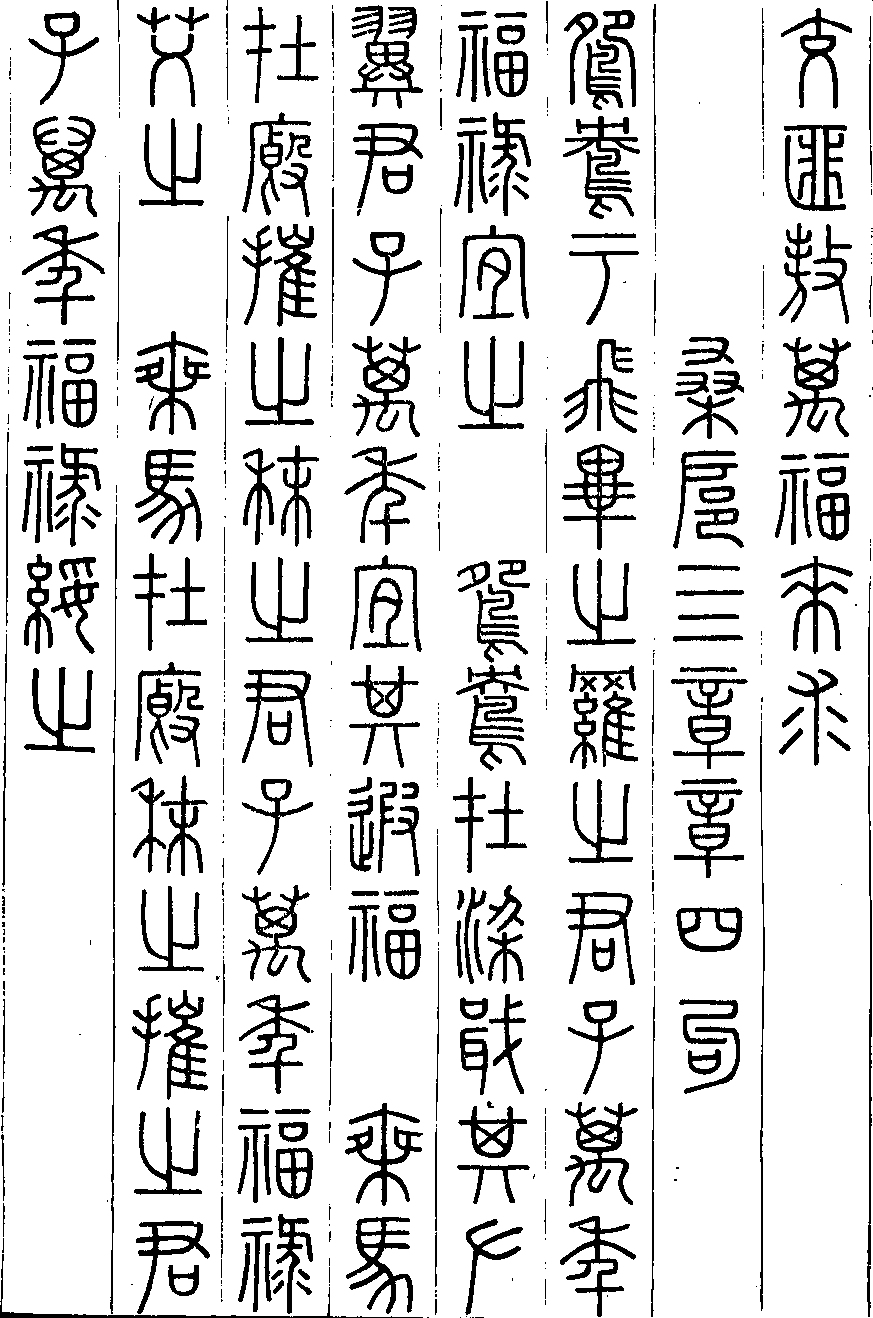 交匪敖萬福來求
桑扈三章章四句
鴛鴦于飛畢之羅之君子萬年
福祿宜之　鴛鴦在梁戢其左
翼君子萬年宜其遐福　乘馬
在廄摧之秣之君子萬年福祿
艾之　乘馬在廄秣之摧之君
子萬年福祿綏之